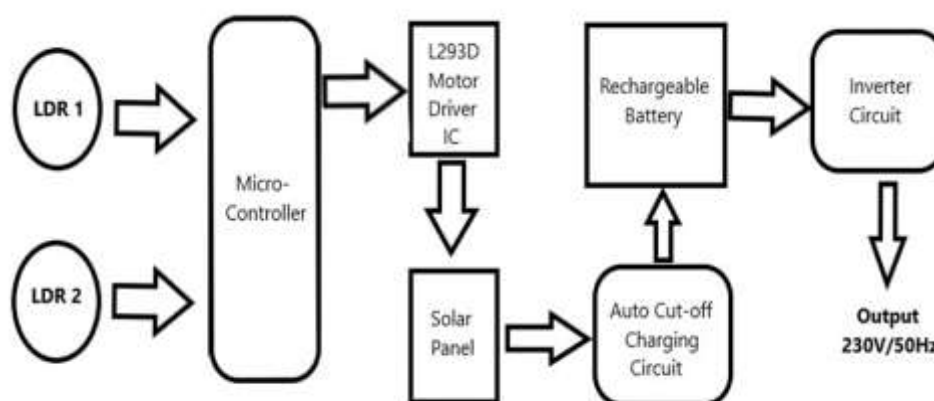 LDR 1
LDR 2
Micro-
Controller
L293D
Motor
Driver
IC
Solar
Panel
Auto Cut-off
Charging
Circuit
Rechargeable
Battery
Inverter
Circuit
Output
230V/50Hz